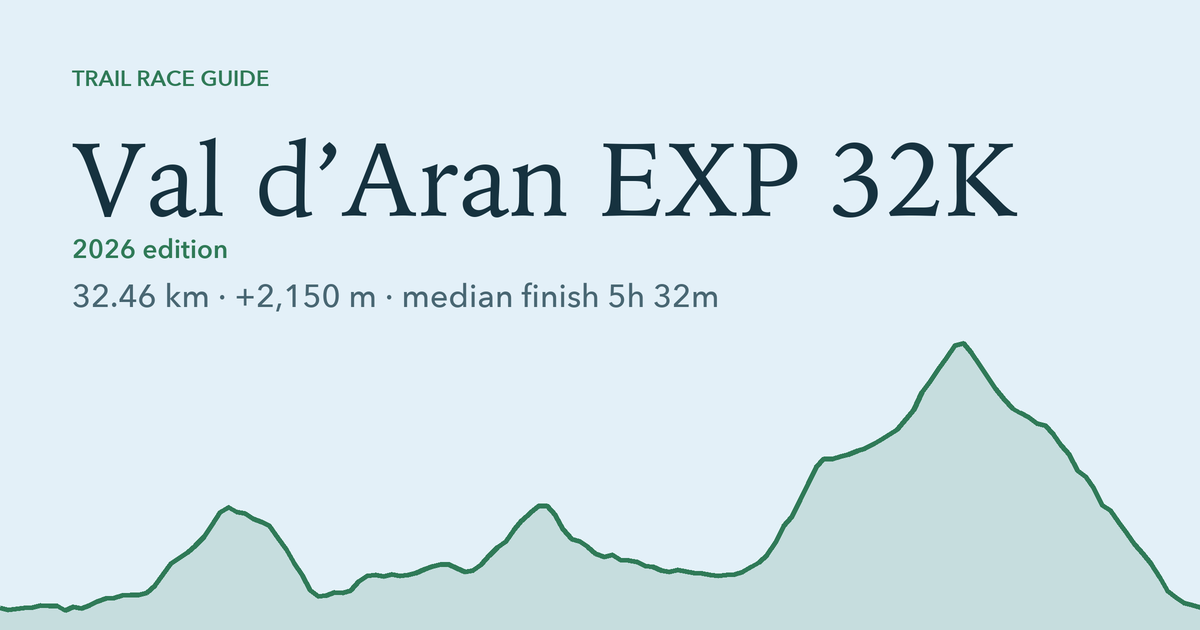 TRAIL RACE GUIDE
Val d’Aran EXP 32K
2026 edition
32.46 km · +2,150 m · median finish 5h 32m